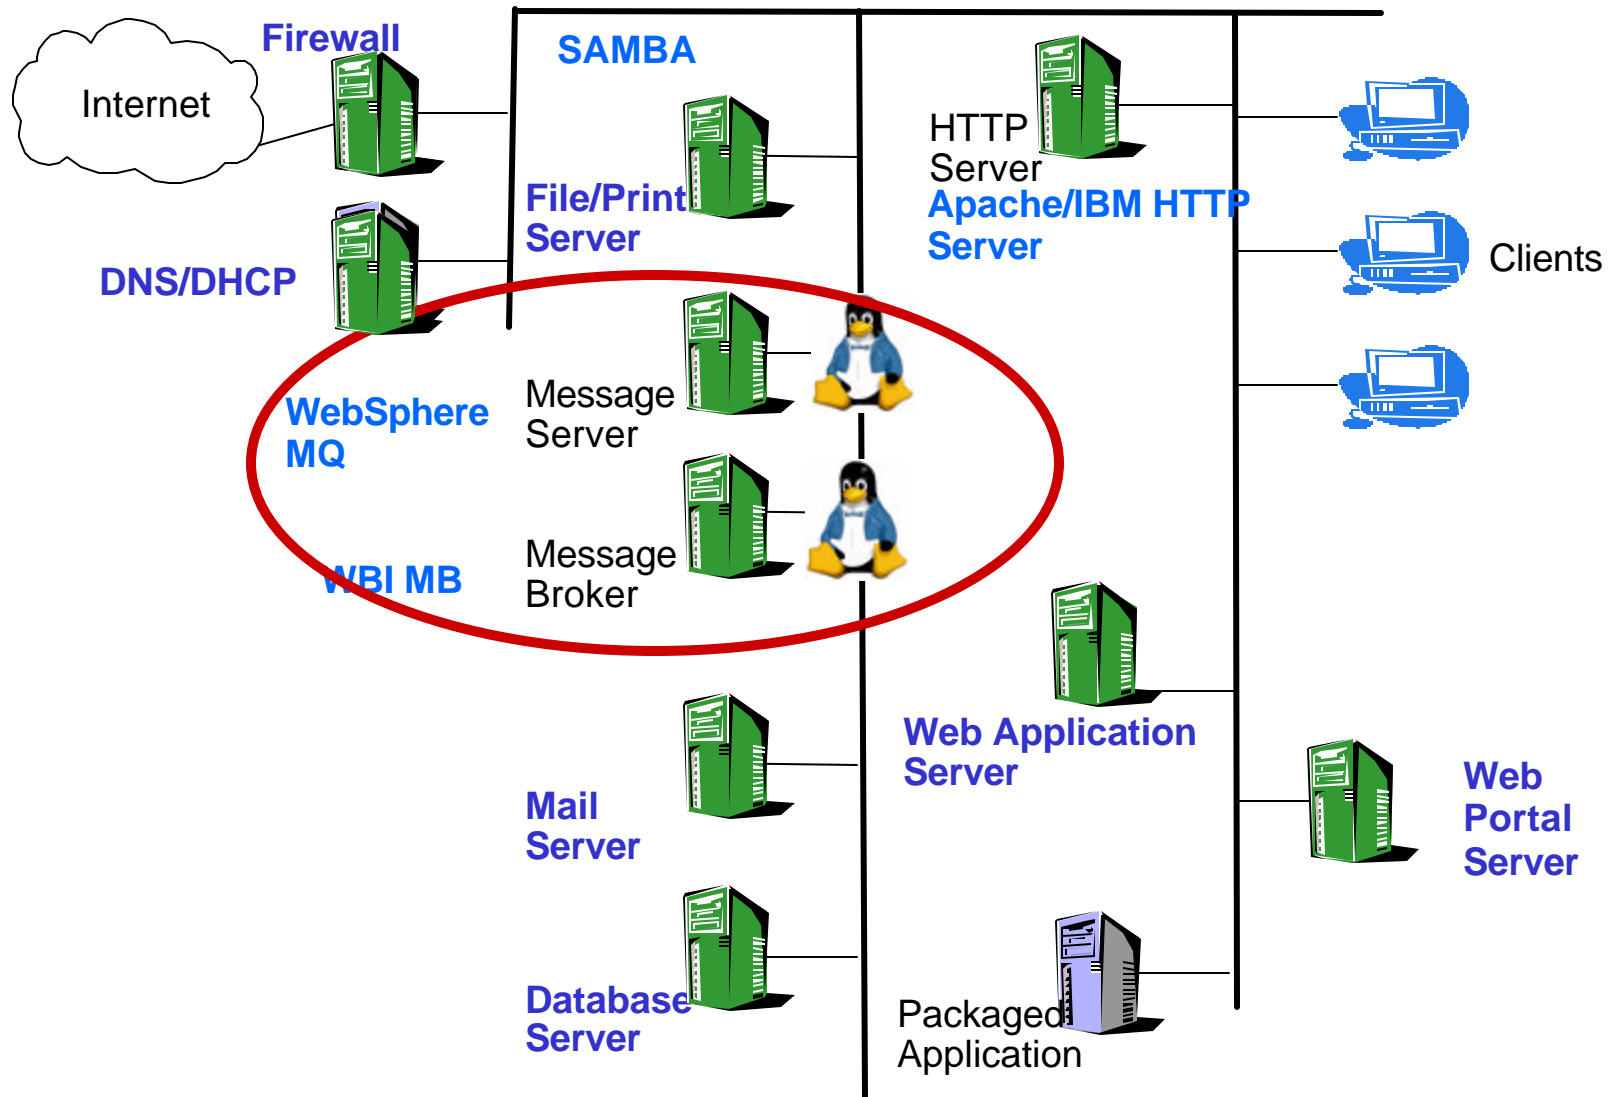 Firewall
Internet
SAMBA
HTTP
Server
Apache/IBM HTTP
Server
File/Print
Server
DNS/DHCP
Clients
WebSphere
MQ
Message
Server
WBI MB
Message
Broker
Web Application
Server
Mail
Server
Web
Portal
Server
Database
Server
Packaged
Application